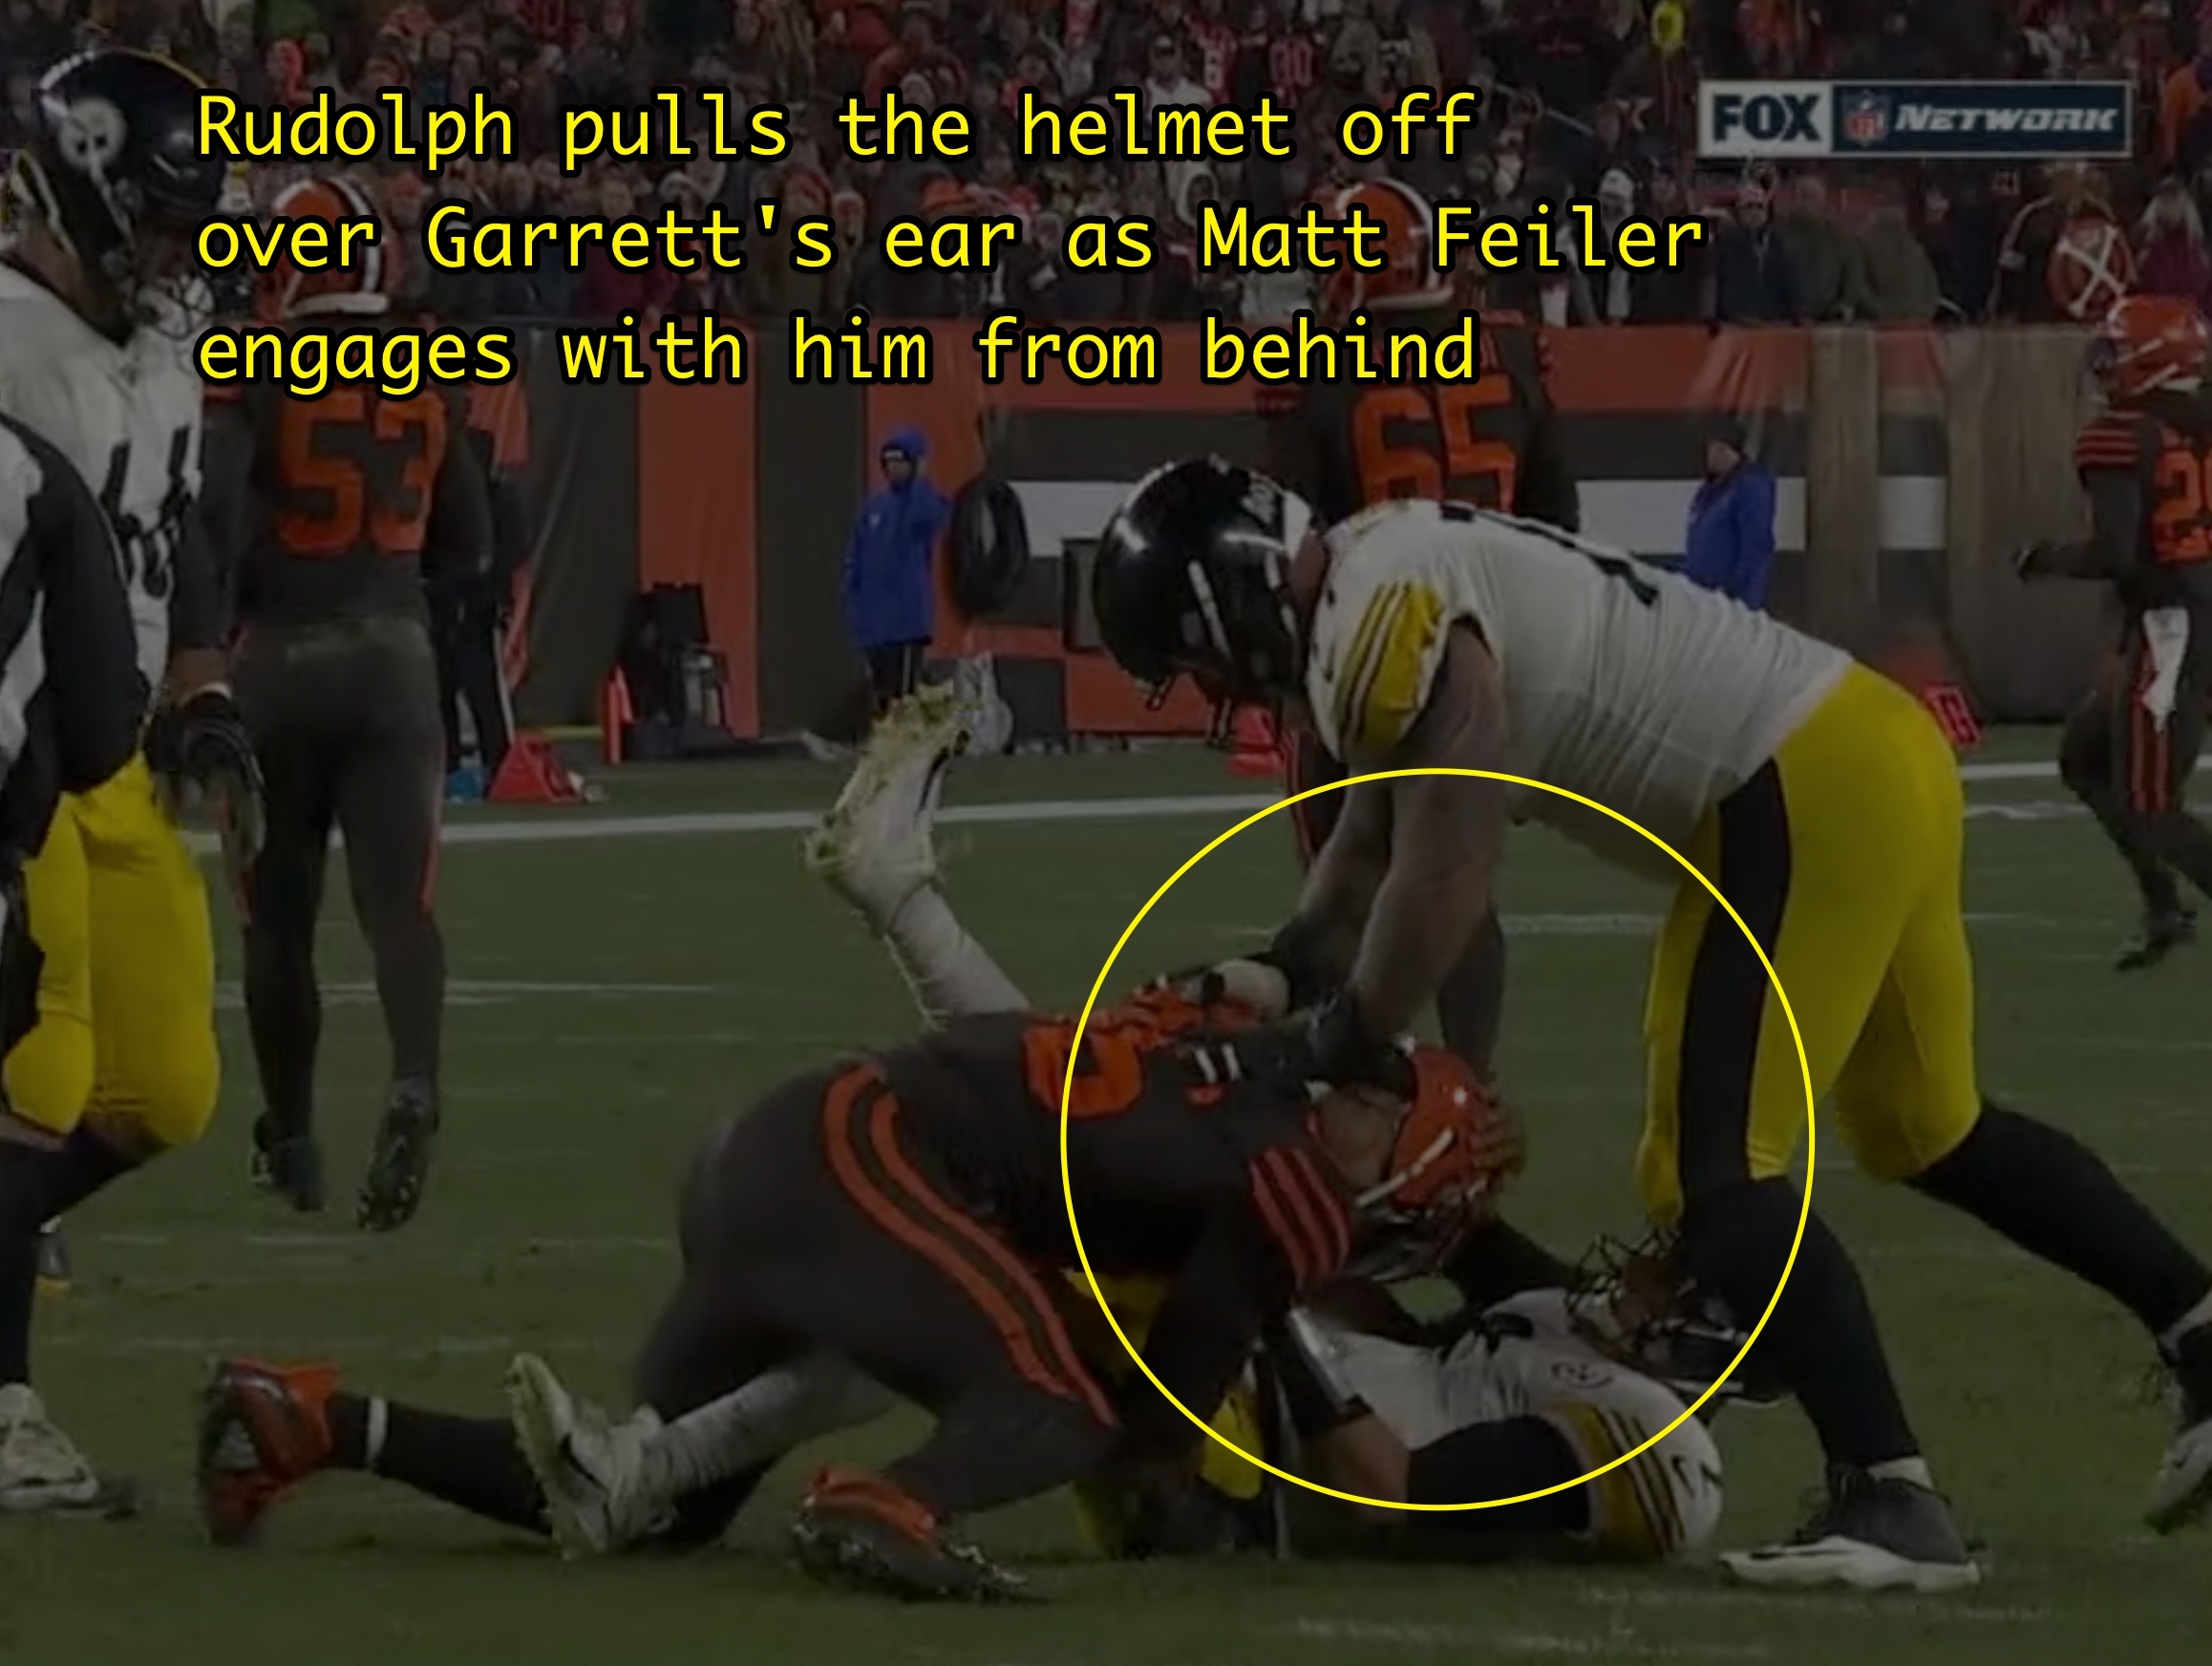 Rudolph pulls the helmet off
over Garrett's ear as Matt Feiler
engages with him from behind
FOX NFL NETWORK
53
65